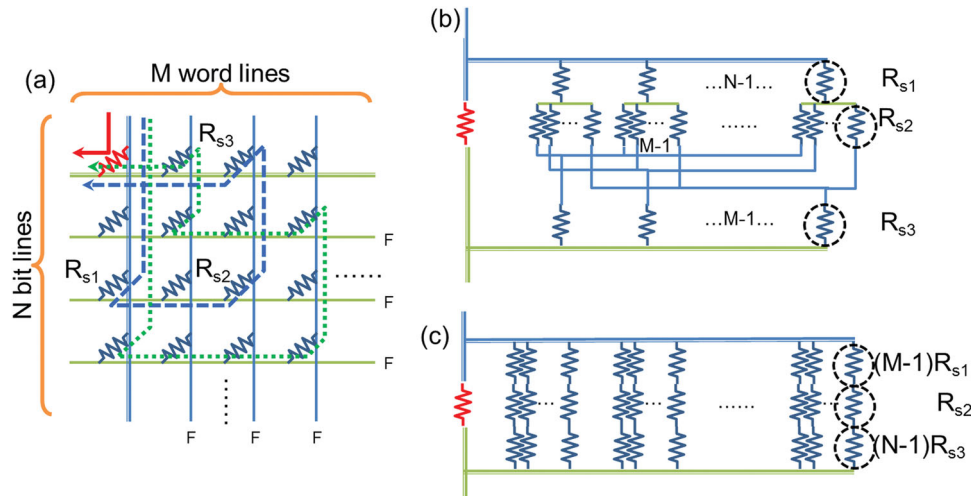 (a)
M word lines
N bit lines
R_s3
F
R_s1
R_s2
......
F
F
......
F
F
F
(b)
...N-1...
R_s1
... ... ...... ...
R_s2
M-1
...M-1...
R_s3
(c)
(M-1)R_s1
... ... ...... ...
R_s2
(N-1)R_s3